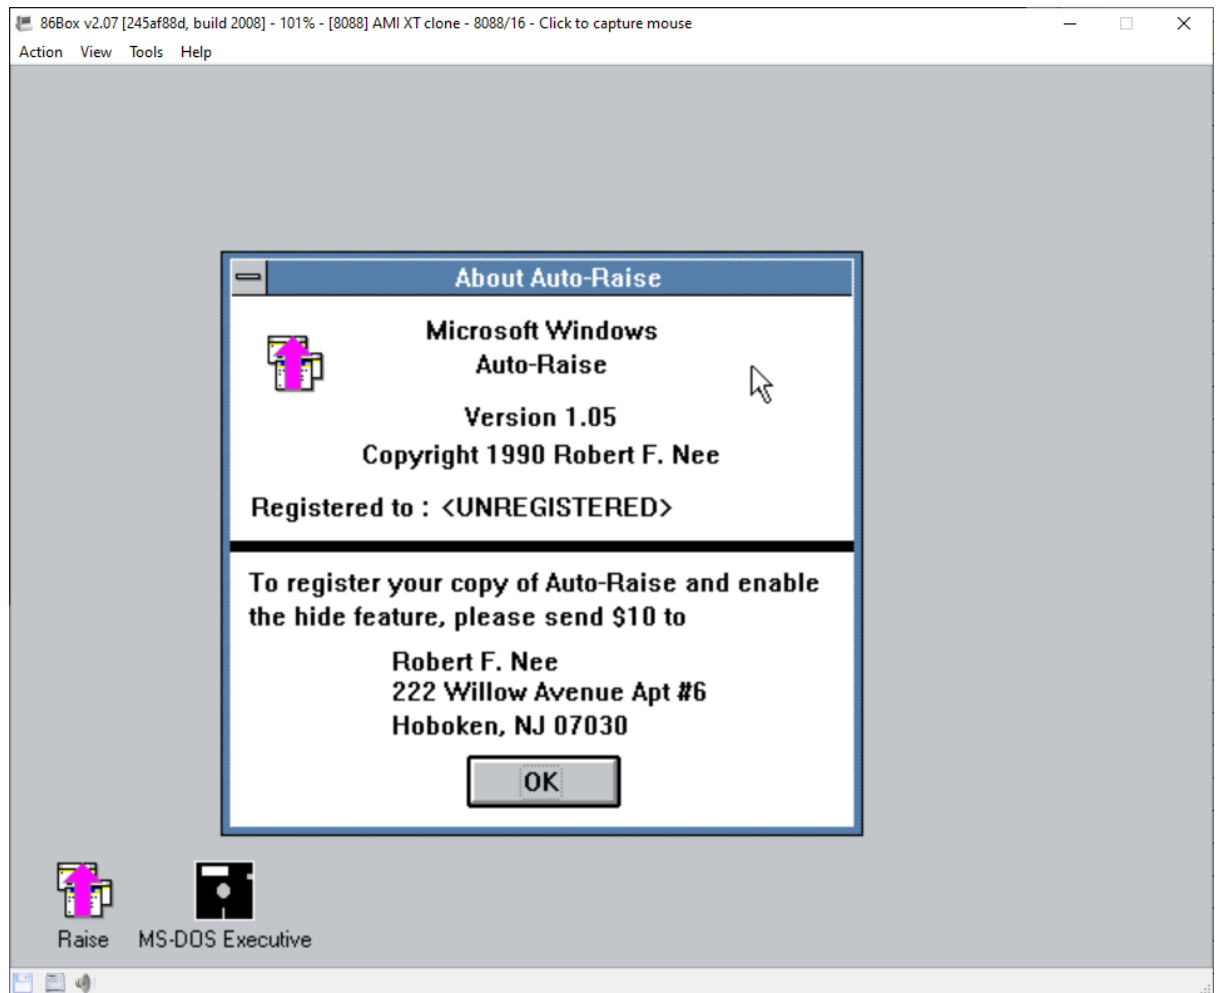 86Box v2.07 [245af88d, build 2008] - 101% - [8088] AMI XT clone - 8088/16 - Click to capture mouse
Action View Tools Help
About Auto-Raise
Microsoft Windows
Auto-Raise
Version 1.05
Copyright 1990 Robert F. Nee
Registered to : <UNREGISTERED>
To register your copy of Auto-Raise and enable
the hide feature, please send $10 to
Robert F. Nee
222 Willow Avenue Apt #6
Hoboken, NJ 07030
OK
Raise MS-DOS Executive